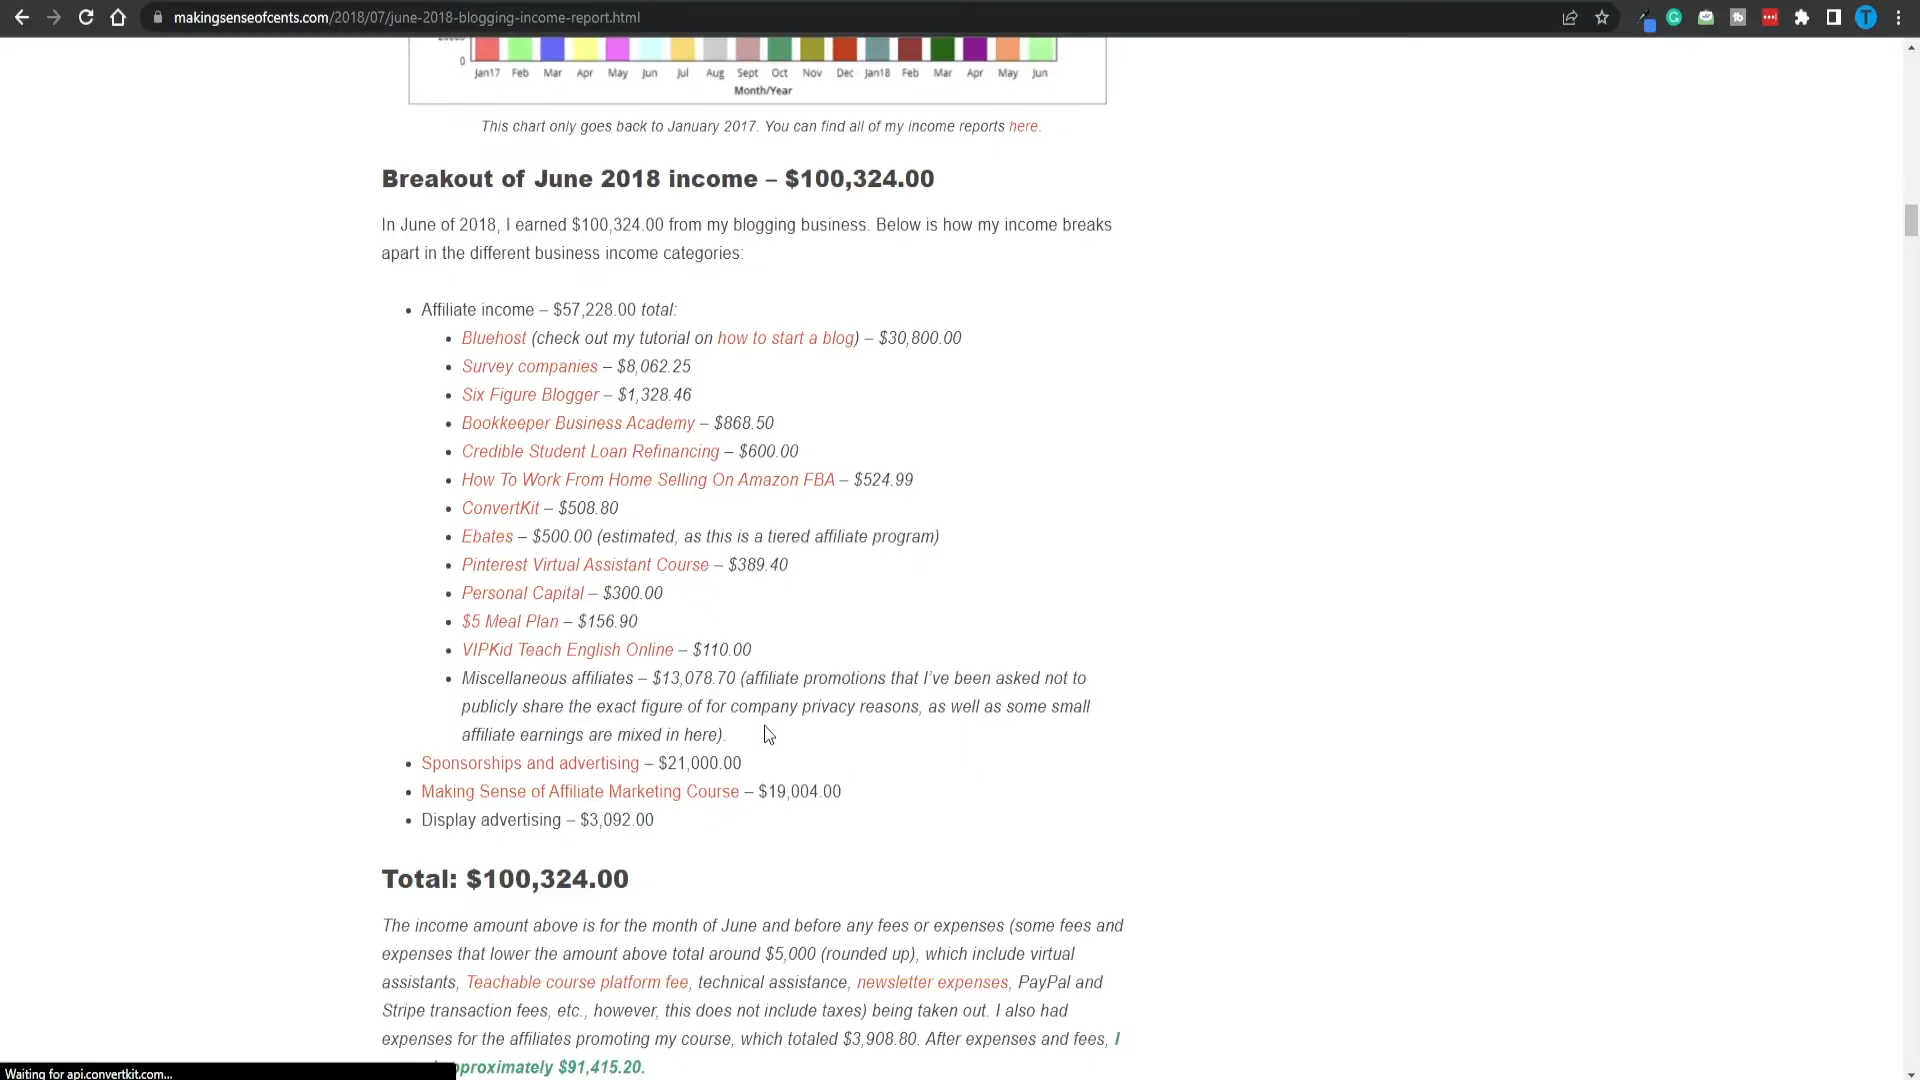 makingsenseofcents.com/2018/07/june-2018-blogging-income-report.html
0
Jan17 Feb Mar Apr May Jun Jul Aug Sept Oct Nov Dec Jan18 Feb Mar Apr May Jun
Month/Year
This chart only goes back to January 2017. You can find all of my income reports here.
Breakout of June 2018 income – $100,324.00
In June of 2018, I earned $100,324.00 from my blogging business. Below is how my income breaks
apart in the different business income categories:
• Affiliate income – $57,228.00 total:
• Bluehost (check out my tutorial on how to start a blog) – $30,800.00
• Survey companies – $8,062.25
• Six Figure Blogger – $1,328.46
• Bookkeeper Business Academy – $868.50
• Credible Student Loan Refinancing – $600.00
• How To Work From Home Selling On Amazon FBA – $524.99
• ConvertKit – $508.80
• Ebates – $500.00 (estimated, as this is a tiered affiliate program)
• Pinterest Virtual Assistant Course – $389.40
• Personal Capital – $300.00
• $5 Meal Plan – $156.90
• VIPKid Teach English Online – $110.00
• Miscellaneous affiliates – $13,078.70 (affiliate promotions that I've been asked not to
publicly share the exact figure of for company privacy reasons, as well as some small
affiliate earnings are mixed in here).
• Sponsorships and advertising – $21,000.00
• Making Sense of Affiliate Marketing Course – $19,004.00
• Display advertising – $3,092.00
Total: $100,324.00
The income amount above is for the month of June and before any fees or expenses (some fees and
expenses that lower the amount above total around $5,000 (rounded up), which include virtual
assistants, Teachable course platform fee, technical assistance, newsletter expenses, PayPal and
Stripe transaction fees, etc., however, this does not include taxes) being taken out. I also had
expenses for the affiliates promoting my course, which totaled $3,908.80. After expenses and fees, I
pproximately $91,415.20.
Waiting for api.convertkit.com...
T